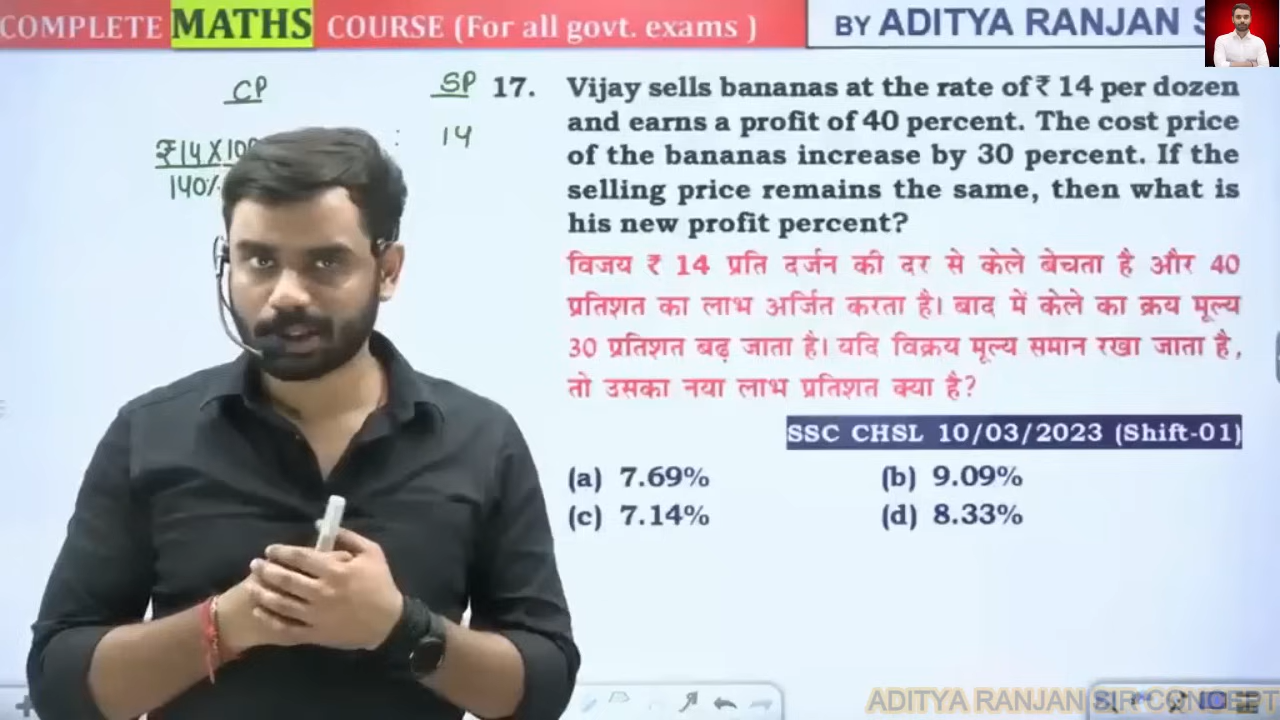 COMPLETE MATHS COURSE (For all govt. exams )
BY ADITYA RANJAN S
CP
SP
₹14X100
140%
:
14
17. Vijay sells bananas at the rate of ₹ 14 per dozen
and earns a profit of 40 percent. The cost price
of the bananas increase by 30 percent. If the
selling price remains the same, then what is
his new profit percent?
विजय ₹ 14 प्रति दर्जन की दर से केले बेचता है और 40
प्रतिशत का लाभ अर्जित करता है। बाद में केले का क्रय मूल्य
30 प्रतिशत बढ़ जाता है। यदि विक्रय मूल्य समान रखा जाता है,
तो उसका नया लाभ प्रतिशत क्या है?
SSC CHSL 10/03/2023 (Shift-01)
(a) 7.69% (b) 9.09%
(c) 7.14% (d) 8.33%
ADITYA RANJAN SIR CONCEPT